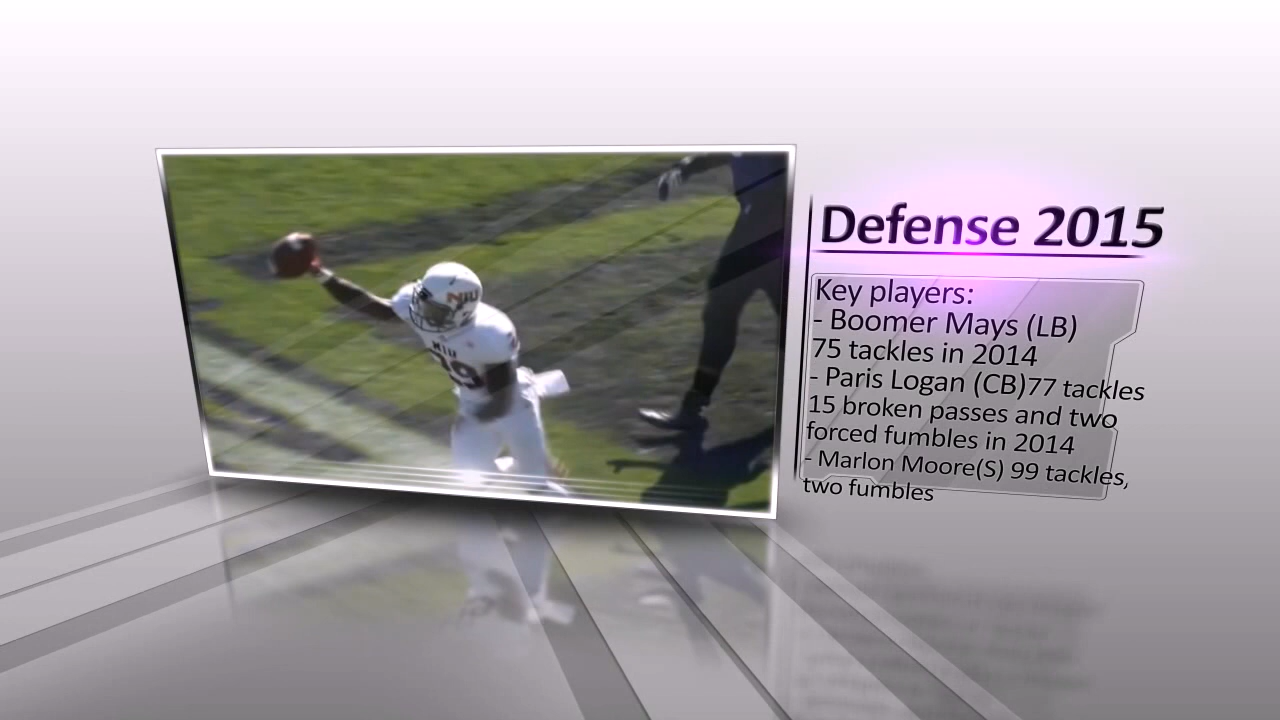 NIU
NIU
Defense 2015
Key players:
- Boomer Mays (LB)
75 tackles in 2014
- Paris Logan (CB)77 tackles
15 broken passes and two
forced fumbles in 2014
- Marlon Moore(S) 99 tackles,
two fumbles